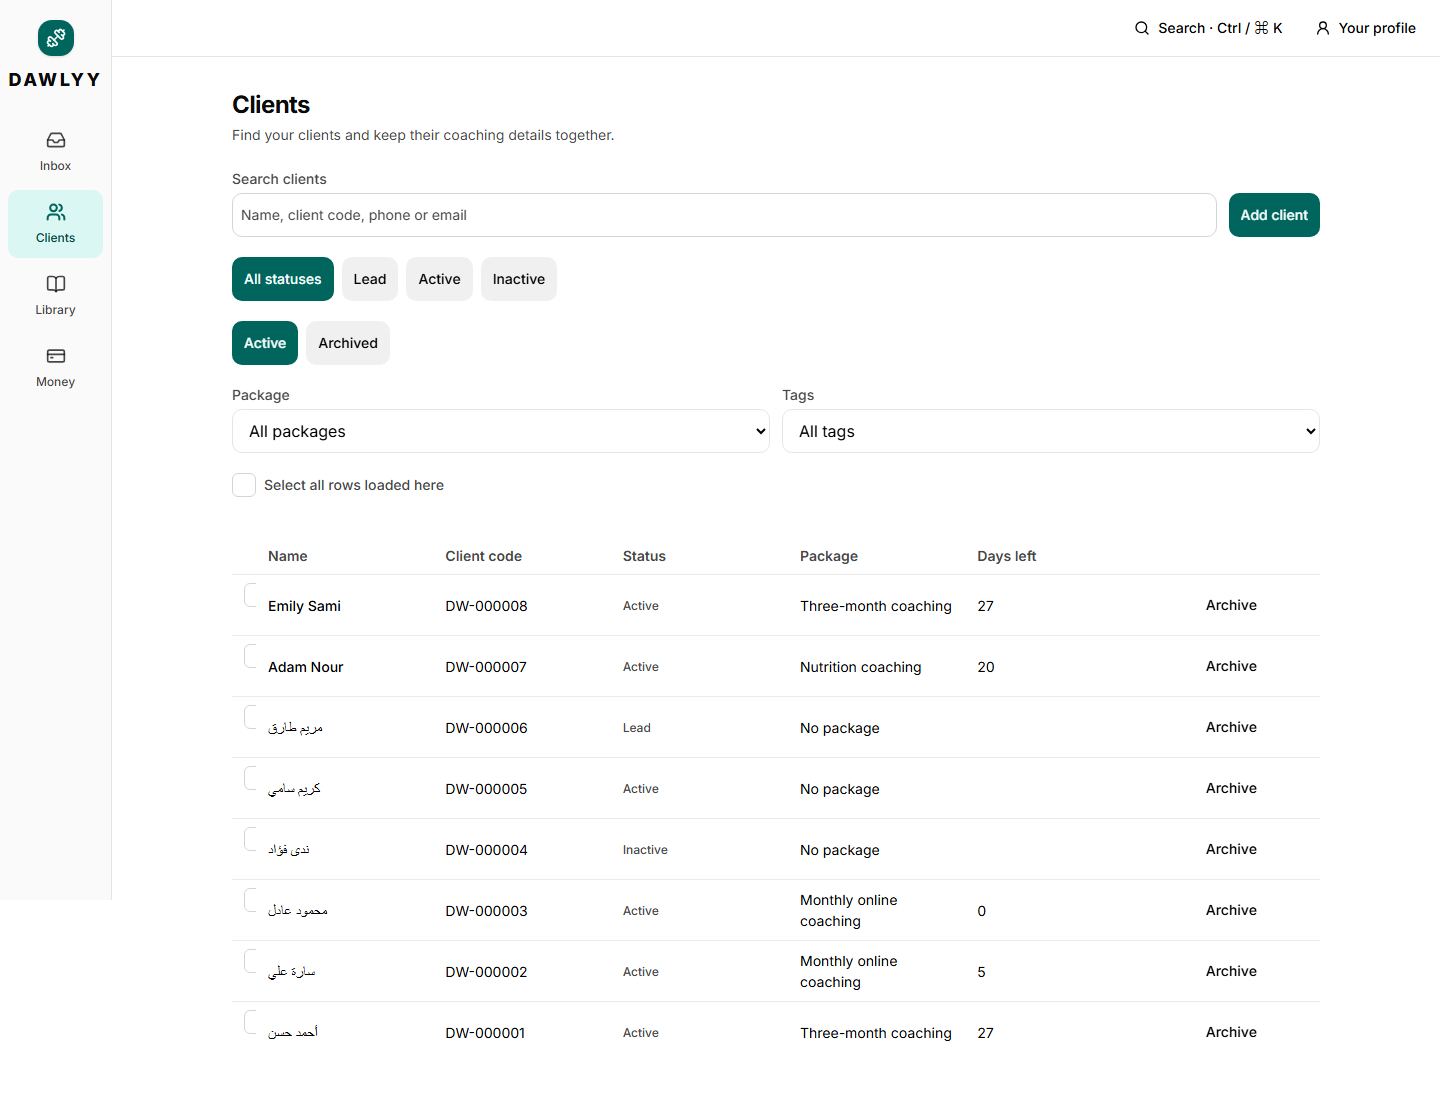 DAWLYY
Inbox
Clients
Library
Money
Search · Ctrl / ⌘ K
Your profile
Clients
Find your clients and keep their coaching details together.
Search clients
Name, client code, phone or email
Add client
All statuses
Lead
Active
Inactive
Active
Archived
Package
Tags
All packages
All tags
Select all rows loaded here
Name Client code Status Package Days left
Emily Sami DW-000008 Active Three-month coaching 27 Archive
Adam Nour DW-000007 Active Nutrition coaching 20 Archive
مريم طارق DW-000006 Lead No package Archive
كريم سامي DW-000005 Active No package Archive
ندى فؤاد DW-000004 Inactive No package Archive
محمود عادل DW-000003 Active Monthly online coaching 0 Archive
سارة علي DW-000002 Active Monthly online coaching 5 Archive
أحمد حسن DW-000001 Active Three-month coaching 27 Archive